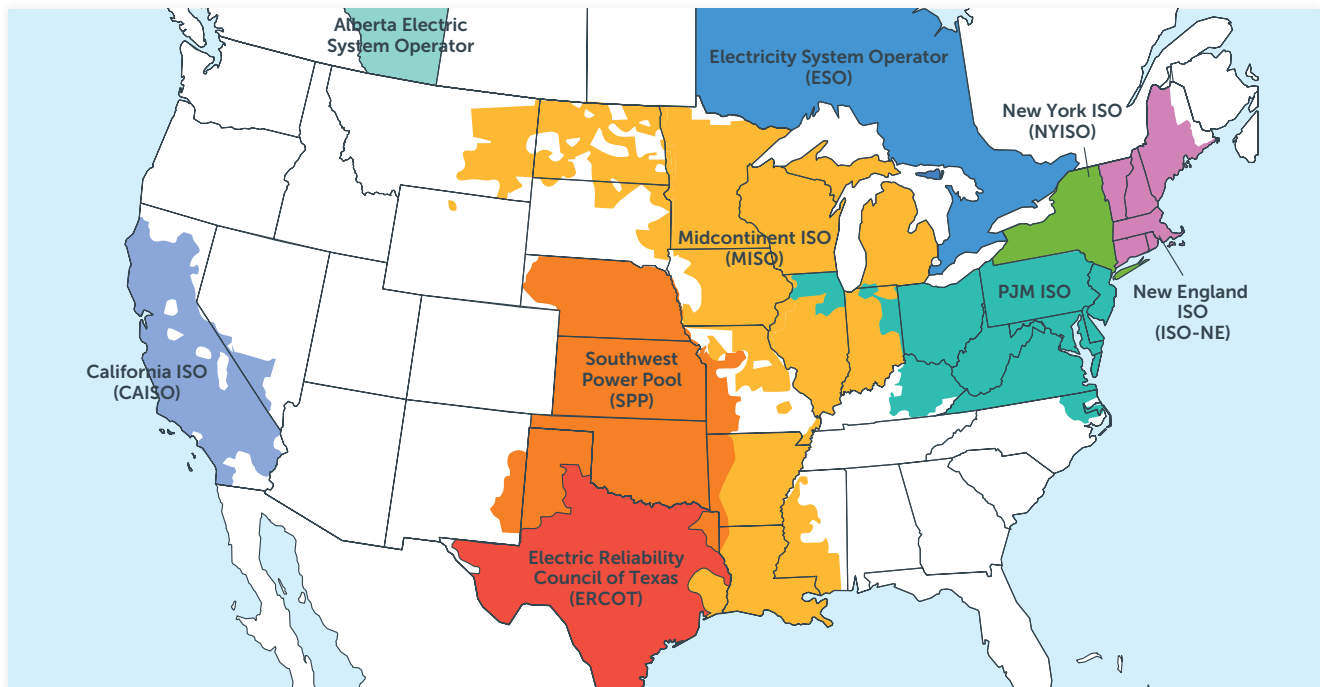 Alberta Electric
System Operator
Electricity System Operator
(ESO)
New York ISO
(NYISO)
Midcontinent ISO
(MISO)
PJM ISO
New England
ISO
(ISO-NE)
California ISO
(CAISO)
Southwest
Power Pool
(SPP)
Electric Reliability
Council of Texas
(ERCOT)